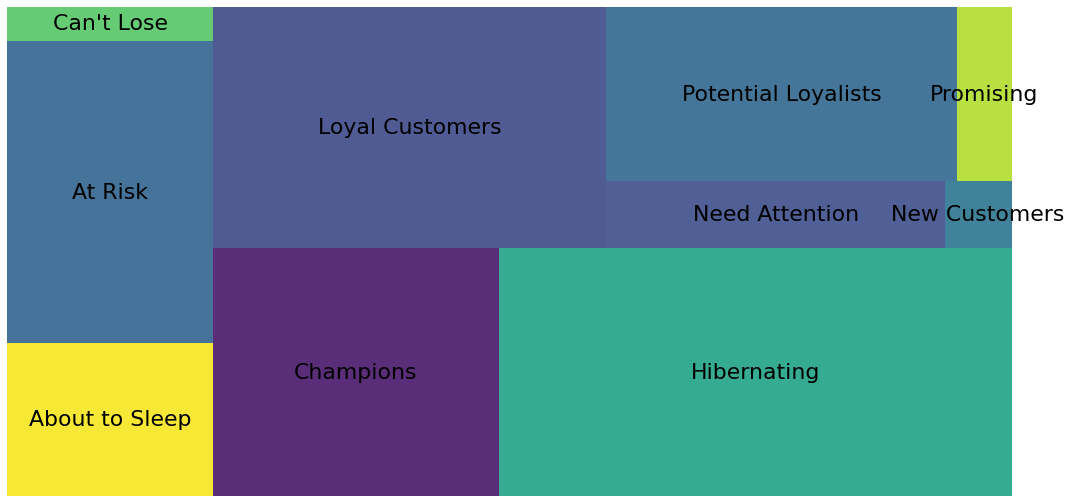 Can't Lose
At Risk
About to Sleep
Loyal Customers
Champions
Potential Loyalists
Promising
Need Attention
New Customers
Hibernating